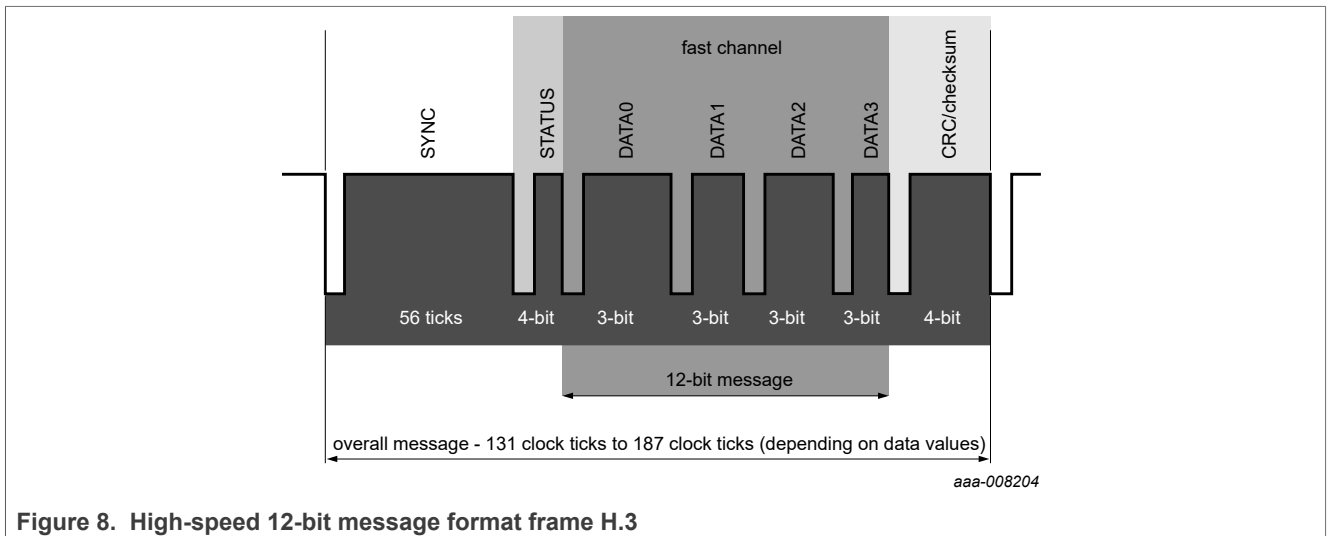 fast channel
SYNC
STATUS
DATA0
DATA1
DATA2
DATA3
CRC/checksum
56 ticks
4-bit
3-bit
3-bit
3-bit
3-bit
4-bit
12-bit message
overall message - 131 clock ticks to 187 clock ticks (depending on data values)
aaa-008204
Figure 8. High-speed 12-bit message format frame H.3